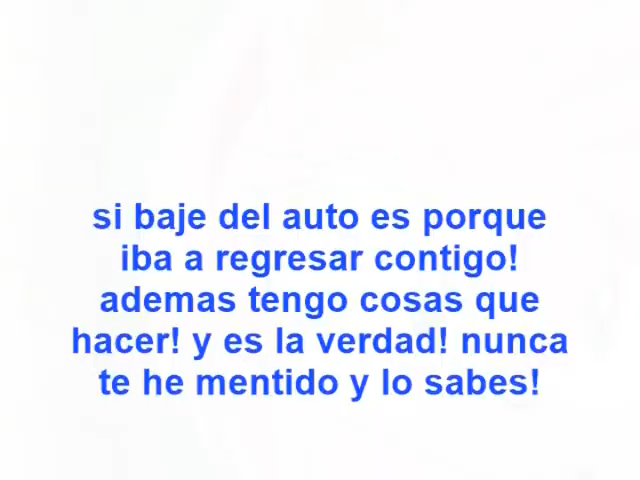 si baje del auto es porque
iba a regresar contigo!
ademas tengo cosas que
hacer! y es la verdad! nunca
te he mentido y lo sabes!